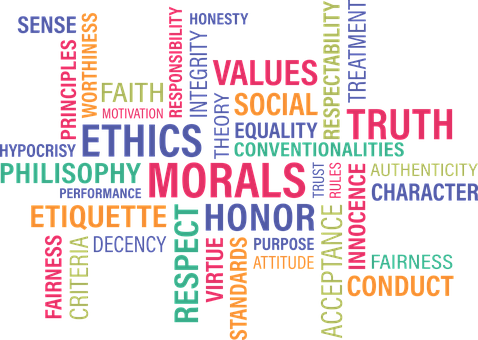 SENSE
HONESTY
PRINCIPLES
WORTHINESS
RESPONSIBILITY
INTEGRITY
VALUES
RESPECTABILITY
TREATMENT
FAITH
MOTIVATION
THEORY
SOCIAL
TRUTH
HYPOCRISY
ETHICS
EQUALITY
CONVENTIONALITIES
PHILISOPHY
MORALS
TRUST
RULES
INNOCENCE
AUTHENTICITY
PERFORMANCE
CHARACTER
ETIQUETTE
RESPECT
HONOR
ACCEPTANCE
FAIRNESS
CRITERIA
DECENCY
VIRTUE
STANDARDS
PURPOSE
ATTITUDE
FAIRNESS
CONDUCT